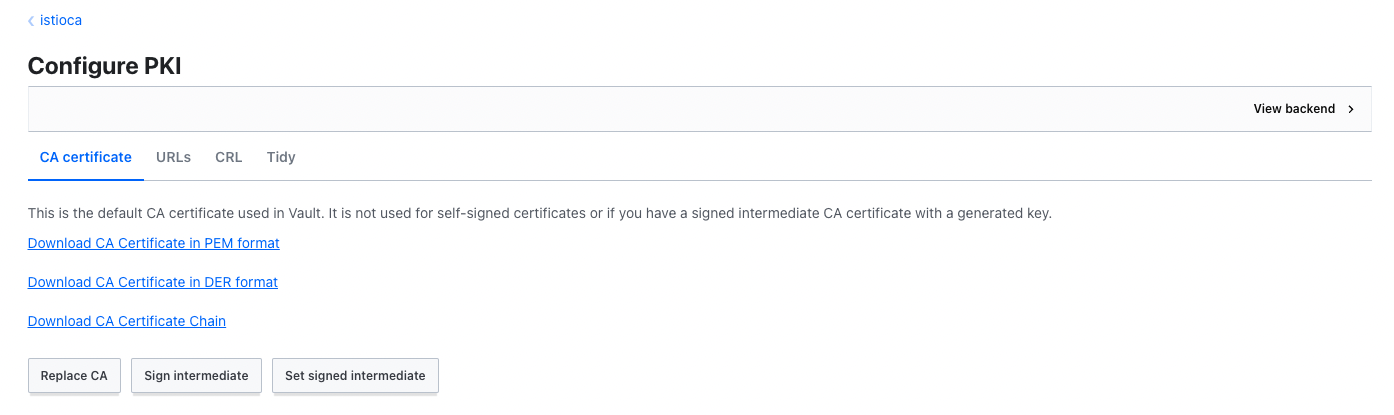 istioca
Configure PKI
View backend
CA certificate URLs CRL Tidy
This is the default CA certificate used in Vault. It is not used for self-signed certificates or if you have a signed intermediate CA certificate with a generated key.
Download CA Certificate in PEM format
Download CA Certificate in DER format
Download CA Certificate Chain
Replace CA Sign intermediate Set signed intermediate